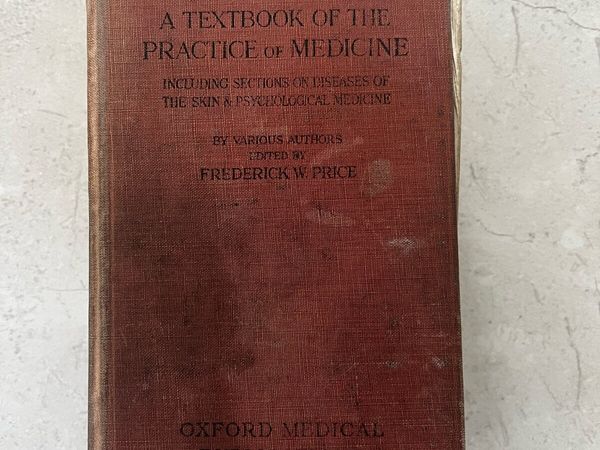 A TEXTBOOK OF THE
PRACTICE OF MEDICINE
INCLUDING SECTIONS ON DISEASES OF
THE SKIN & PSYCHOLOGICAL MEDICINE
BY VARIOUS AUTHORS
EDITED BY
FREDERICK W. PRICE
OXFORD MEDICAL